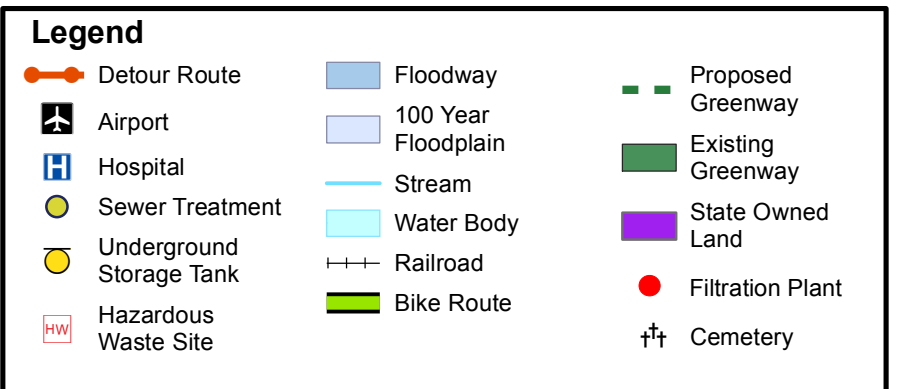 Legend
Detour Route
Airport
H
Hospital
Sewer Treatment
Underground
Storage Tank
HW
Hazardous
Waste Site
Floodway
100 Year
Floodplain
Stream
Water Body
Railroad
Bike Route
Proposed
Greenway
Existing
Greenway
State Owned
Land
Filtration Plant
Cemetery